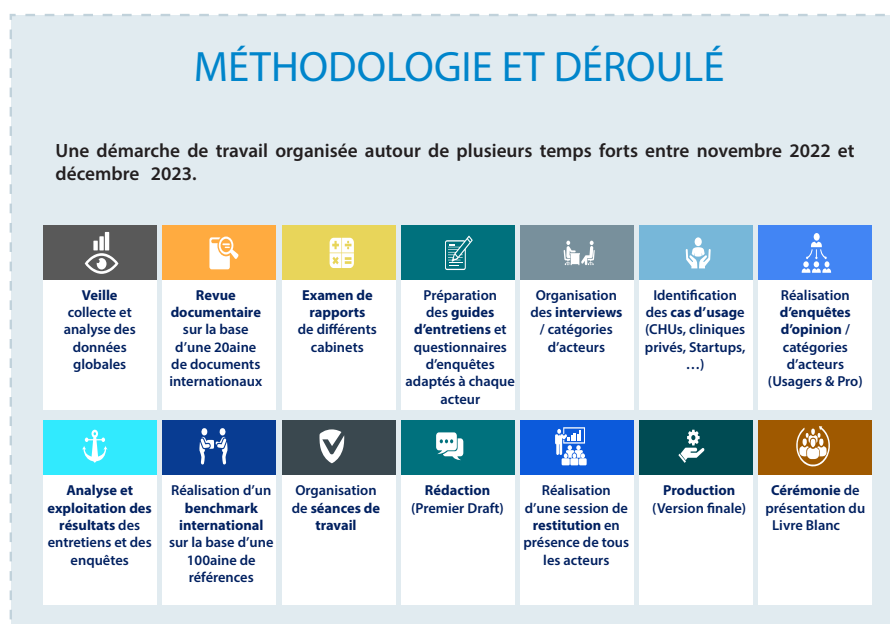 MÉTHODOLOGIE ET DÉROULÉ
Une démarche de travail organisée autour de plusieurs temps forts entre novembre 2022 et
décembre 2023.
Veille
collecte et
analyse des
données
globales
Revue
documentaire
sur la base
d'une 20aine
de documents
internationaux
Examen de
rapports
de différents
cabinets
Préparation
des guides
d'entretiens et
questionnaires
d'enquêtes
adaptés à chaque
acteur
Organisation
des interviews
/ catégories
d'acteurs
Identification
des cas d'usage
(CHUs, cliniques
privés, Startups,
…)
Réalisation
d'enquêtes
d'opinion /
catégories
d'acteurs
(Usagers & Pro)
Analyse et
exploitation des
résultats des
entretiens et des
enquêtes
Réalisation d'un
benchmark
international
sur la base d'une
100aine de
références
Organisation
de séances de
travail
Rédaction
(Premier Draft)
Réalisation
d'une session de
restitution en
présence de tous
les acteurs
Production
(Version finale)
Cérémonie de
présentation du
Livre Blanc